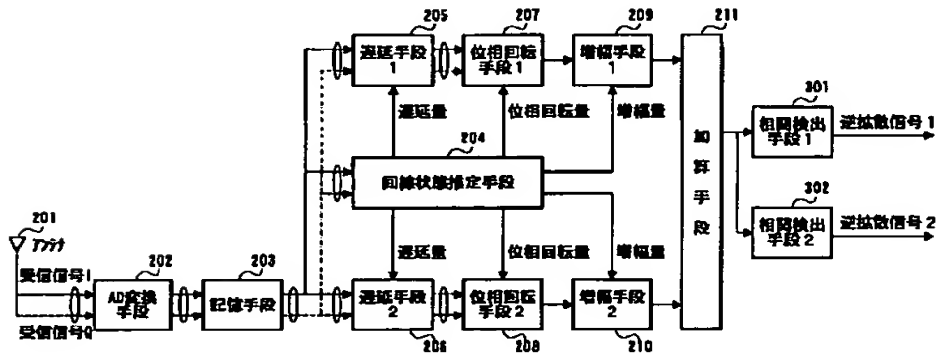 205
207
209
211
遅延手段
1
位相回転
手段1
増幅手段
1
加算手段
遅延量
位相回転量
増幅量
204
回線状態推定手段
301
相関検出
手段1
逆拡散信号1
302
相関検出
手段2
逆拡散信号2
201
アンテナ
受信信号I
受信信号Q
202
AD変換
手段
203
記憶手段
遅延量
位相回転量
増幅量
遅延手段
2
位相回転
手段2
増幅手段
2
206
208
210